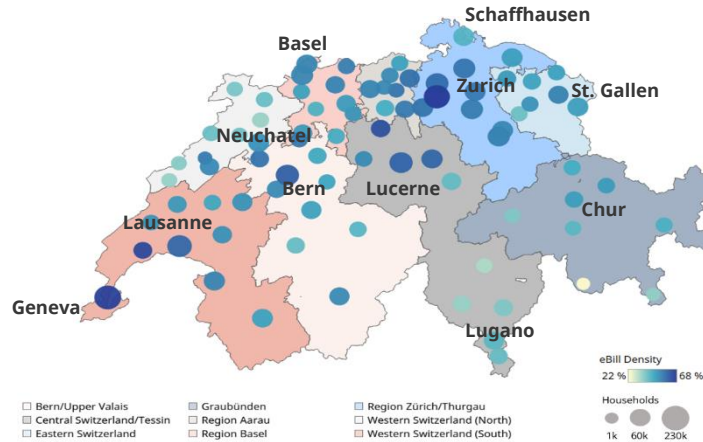 Schaffhausen
Basel
Zurich
St. Gallen
Neuchatel
Bern
Lucerne
Chur
Lausanne
Geneva
Lugano
eBill Density
22 % 68 %
Households
1k 60k 230k
Bern/Upper Valais
Central Switzerland/Tessin
Eastern Switzerland
Graubünden
Region Aarau
Region Basel
Region Zürich/Thurgau
Western Switzerland (North)
Western Switzerland (South)